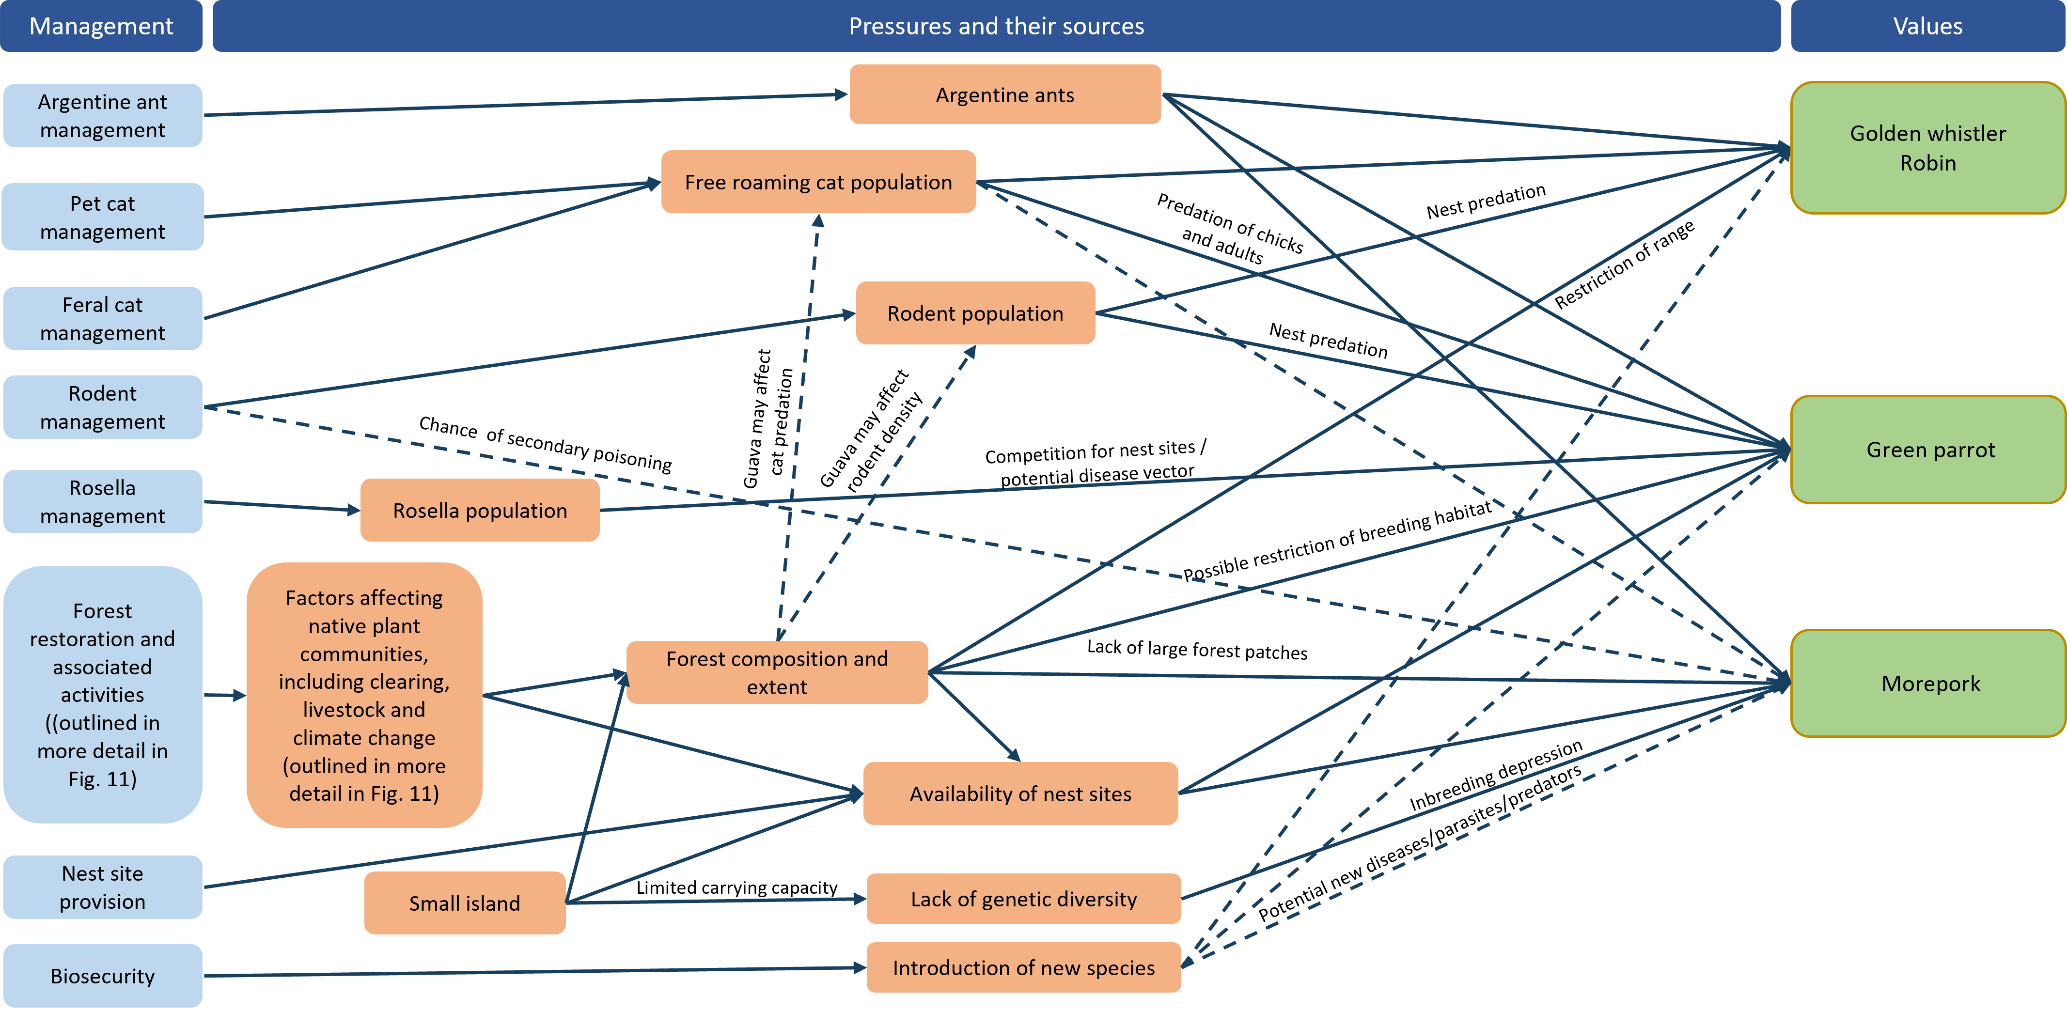 Management
Pressures and their sources
Values
Argentine ant
management
Argentine ants
Golden whistler
Robin
Pet cat
management
Free roaming cat population
Predation of chicks
and adults
Nest predation
Restriction of range
Feral cat
management
Rodent population
Nest predation
Rodent
management
Chance  of secondary poisoning
Guava may affect
cat predation
Guava may affect
rodent density
Green parrot
Rosella
management
Rosella population
Competition for nest sites /
potential disease vector
Possible restriction of breeding habitat
Forest
restoration and
associated
activities
((outlined in
more detail in
Fig. 11)
Factors affecting
native plant
communities,
including clearing,
livestock and
climate change
(outlined in more
detail in Fig. 11)
Forest composition and
extent
Lack of large forest patches
Morepork
Availability of nest sites
Inbreeding depression
Potential new diseases/parasites/predators
Nest site
provision
Small island
Limited carrying capacity
Lack of genetic diversity
Biosecurity
Introduction of new species